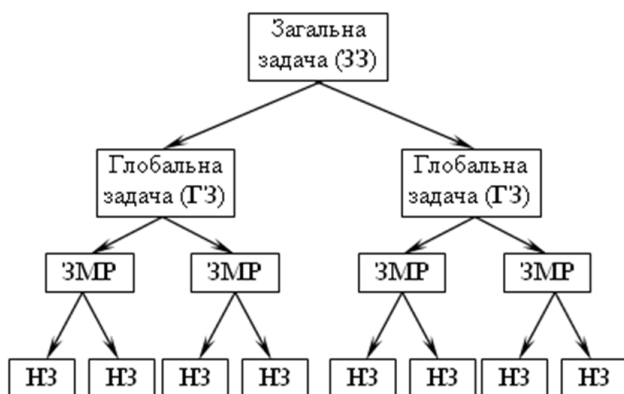 Загальна
задача (ЗЗ)
Глобальна
задача (ГЗ)
Глобальна
задача (ГЗ)
ЗМР
ЗМР
ЗМР
ЗМР
НЗ
НЗ
НЗ
НЗ
НЗ
НЗ
НЗ
НЗ